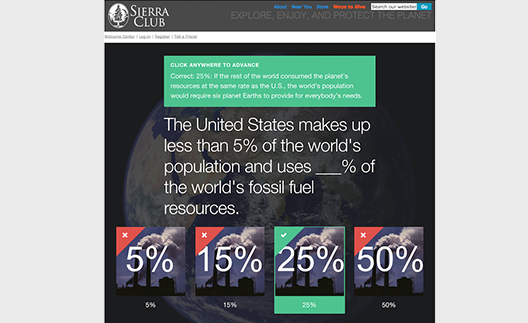 SIERRA
CLUB
About Near You Store Ways to Give Search our websites Go
EXPLORE, ENJOY, AND PROTECT THE PLANET
Welcome Center | Log in | Register | Tell a Friend
CLICK ANYWHERE TO ADVANCE
Correct: 25%: If the rest of the world consumed the planet's
resources at the same rate as the U.S., the world's population
would require six planet Earths to provide for everybody's needs.
The United States makes up
less than 5% of the world's
population and uses ___% of
the world's fossil fuel
resources.
5% 15% 25% 50%
5% 15% 25% 50%